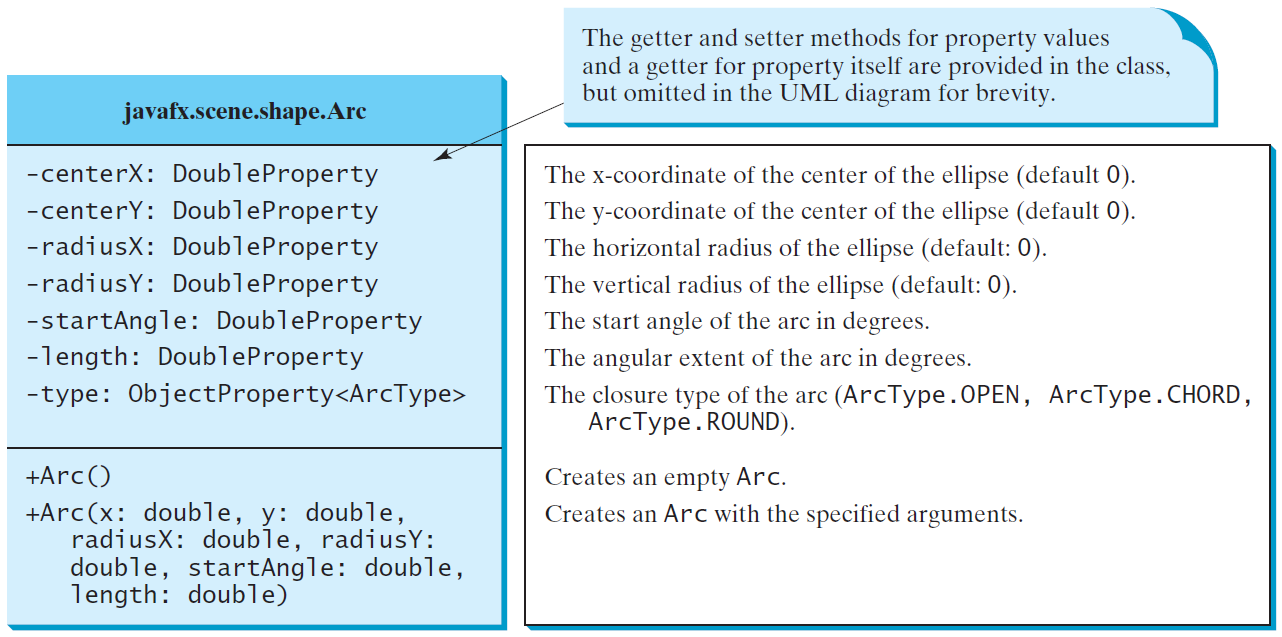 The getter and setter methods for property values
and a getter for property itself are provided in the class,
but omitted in the UML diagram for brevity.
javafx.scene.shape.Arc
-centerX: DoubleProperty
-centerY: DoubleProperty
-radiusX: DoubleProperty
-radiusY: DoubleProperty
-startAngle: DoubleProperty
-length: DoubleProperty
-type: ObjectProperty<ArcType>
+Arc()
+Arc(x: double, y: double,
radiusX: double, radiusY:
double, startAngle: double,
length: double)
The x-coordinate of the center of the ellipse (default 0).
The y-coordinate of the center of the ellipse (default 0).
The horizontal radius of the ellipse (default: 0).
The vertical radius of the ellipse (default: 0).
The start angle of the arc in degrees.
The angular extent of the arc in degrees.
The closure type of the arc (ArcType.OPEN, ArcType.CHORD,
ArcType.ROUND).
Creates an empty Arc.
Creates an Arc with the specified arguments.